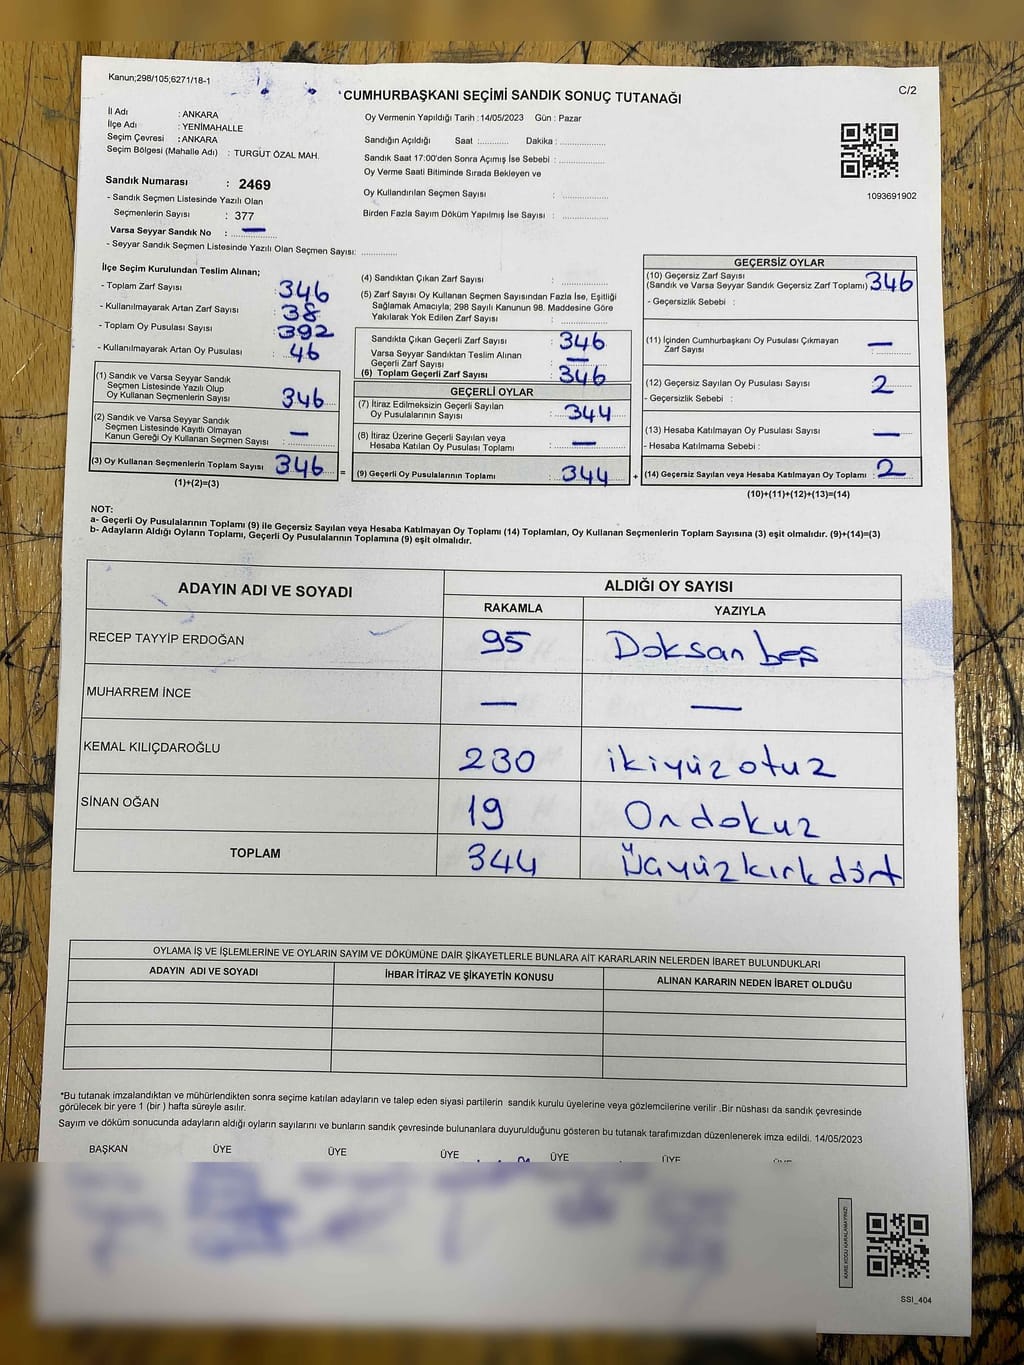 Kanun;298/105;6271/18-1
C/2
CUMHURBAŞKANI SEÇİMİ SANDIK SONUÇ TUTANAĞI
İl Adı : ANKARA
İlçe Adı : YENİMAHALLE
Seçim Çevresi : ANKARA
Seçim Bölgesi (Mahalle Adı) : TURGUT ÖZAL MAH.
Sandık Numarası : 2469
- Sandık Seçmen Listesinde Yazılı Olan
Seçmenlerin Sayısı : 377
Varsa Seyyar Sandık No : —
- Seyyar Sandık Seçmen Listesinde Yazılı Olan Seçmen Sayısı: ............
Oy Vermenin Yapıldığı Tarih : 14/05/2023 Gün : Pazar
Sandığın Açıldığı Saat :.......... Dakika : ..............
Sandık Saat 17:00'den Sonra Açımış İse Sebebi : ..............
Oy Verme Saati Bitiminde Sırada Bekleyen ve
Oy Kullandırılan Seçmen Sayısı : ..............
Birden Fazla Sayım Döküm Yapılmış İse Sayısı : ..............
1093691902
İlçe Seçim Kurulundan Teslim Alınan;
- Toplam Zarf Sayısı : 346
- Kullanılmayarak Artan Zarf Sayısı : 38
- Toplam Oy Pusulası Sayısı : 392
- Kullanılmayarak Artan Oy Pusulası : 46
(1) Sandık ve Varsa Seyyar Sandık
Seçmen Listesinde Yazılı Olup
Oy Kullanan Seçmenlerin Sayısı : 346
(2) Sandık ve Varsa Seyyar Sandık
Seçmen Listesinde Kayıtlı Olmayan
Kanun Gereği Oy Kullanan Seçmen Sayısı : —
(3) Oy Kullanan Seçmenlerin Toplam Sayısı : 346 =
(1)+(2)=(3)
(4) Sandıktan Çıkan Zarf Sayısı : ..............
(5) Zarf Sayısı Oy Kullanan Seçmen Sayısından Fazla İse, Eşitliği
Sağlamak Amacıyla; 298 Sayılı Kanunun 98. Maddesine Göre
Yakılarak Yok Edilen Zarf Sayısı : ..............
Sandıkta Çıkan Geçerli Zarf Sayısı : 346
Varsa Seyyar Sandıktan Teslim Alınan
Geçerli Zarf Sayısı : —
(6) Toplam Geçerli Zarf Sayısı : 346
GEÇERLİ OYLAR
(7) İtiraz Edilmeksizin Geçerli Sayılan
Oy Pusulalarının Sayısı : 344
(8) İtiraz Üzerine Geçerli Sayılan veya
Hesaba Katılan Oy Pusulası Toplamı : —
(9) Geçerli Oy Pusulalarının Toplamı : 344 +
GEÇERSİZ OYLAR
(10) Geçersiz Zarf Sayısı
(Sandık ve Varsa Seyyar Sandık Geçersiz Zarf Toplamı) 346
- Geçersizlik Sebebi :
(11) İçinden Cumhurbaşkanı Oy Pusulası Çıkmayan
Zarf Sayısı : —
(12) Geçersiz Sayılan Oy Pusulası Sayısı : 2
- Geçersizlik Sebebi :
(13) Hesaba Katılmayan Oy Pusulası Sayısı : —
- Hesaba Katılmama Sebebi :
(14) Geçersiz Sayılan veya Hesaba Katılmayan Oy Toplamı : 2
(10)+(11)+(12)+(13)=(14)
NOT:
a- Geçerli Oy Pusulalarının Toplamı (9) ile Geçersiz Sayılan veya Hesaba Katılmayan Oy Toplamı (14) Toplamları, Oy Kullanan Seçmenlerin Toplam Sayısına (3) eşit olmalıdır. (9)+(14)=(3)
b- Adayların Aldığı Oyların Toplamı, Geçerli Oy Pusulalarının Toplamına (9) eşit olmalıdır.
ADAYIN ADI VE SOYADI ALDIĞI OY SAYISI
RAKAMLA YAZIYLA
RECEP TAYYİP ERDOĞAN 95 Doksan beş
MUHARREM İNCE — —
KEMAL KILIÇDAROĞLU 230 ikiyüz otuz
SİNAN OĞAN 19 Ondokuz
TOPLAM 344 Üçyüz kırk dört
OYLAMA İŞ VE İŞLEMLERİNE VE OYLARIN SAYIM VE DÖKÜMÜNE DAİR ŞİKAYETLERLE BUNLARA AİT KARARLARIN NELERDEN İBARET BULUNDUKLARI
ADAYIN ADI VE SOYADI İHBAR İTİRAZ VE ŞİKAYETİN KONUSU ALINAN KARARIN NEDEN İBARET OLDUĞU
*Bu tutanak imzalandıktan ve mühürlendikten sonra seçime katılan adayların ve talep eden siyasi partilerin sandık kurulu üyelerine veya gözlemcilerine verilir .Bir nüshası da sandık çevresinde
görülecek bir yere 1 (bir ) hafta süreyle asılır.
Sayım ve döküm sonucunda adayların aldığı oyların sayılarını ve bunların sandık çevresinde bulunanlara duyurulduğunu gösteren bu tutanak tarafımızdan düzenlenerek imza edildi. 14/05/2023
BAŞKAN ÜYE ÜYE ÜYE ÜYE ÜYE
KARE KODU KARALAMAYINIZ!
SSI_404